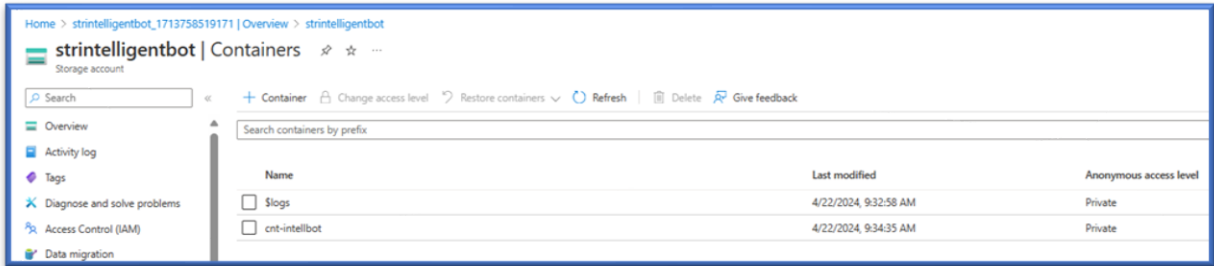 Home > strintelligentbot_1713758519171 | Overview > strintelligentbot
strintelligentbot | Containers
Storage account
Search
Container Change access level Restore containers Refresh Delete Give feedback
Search containers by prefix
Overview
Activity log
Tags
Diagnose and solve problems
Access Control (IAM)
Data migration
Name Last modified Anonymous access level
$logs 4/22/2024, 9:32:58 AM Private
cnt-intellbot 4/22/2024, 9:34:35 AM Private